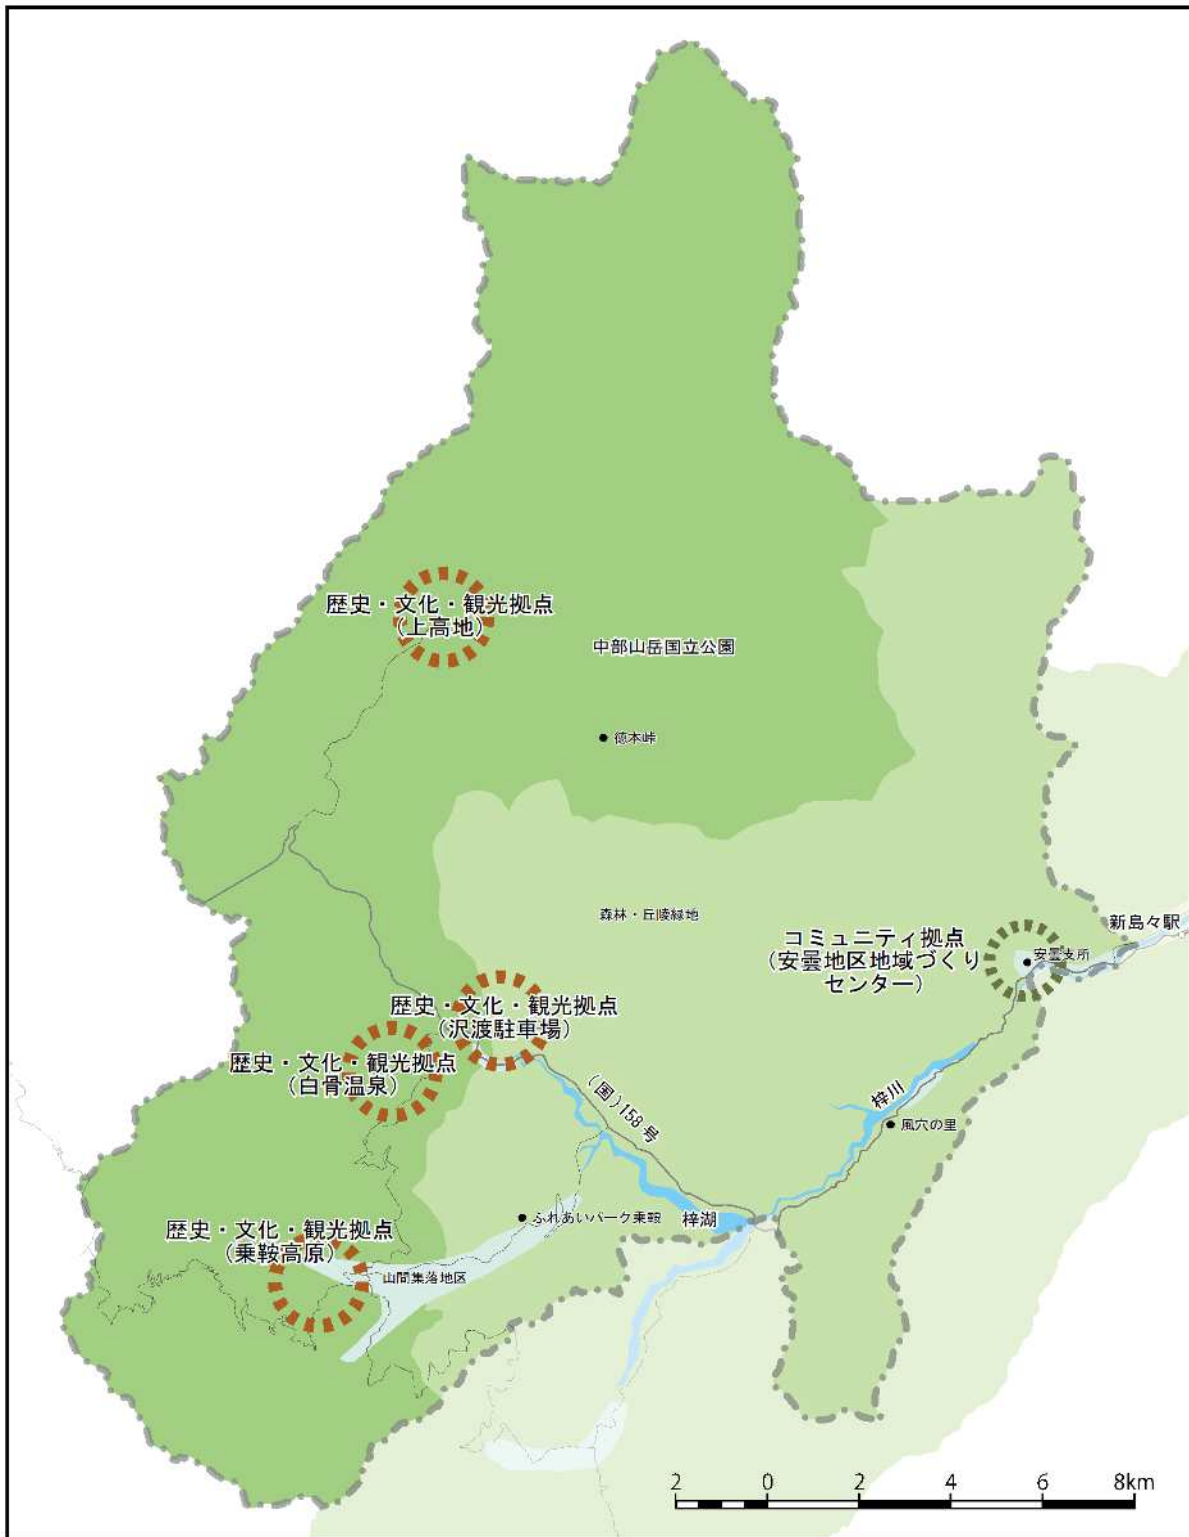 歴史・文化・観光拠点
（上高地）
中部山岳国立公園
徳本峠
森林・丘陵緑地
新島々駅
コミュニティ拠点
（安曇地区地域づくり
センター）
安曇支所
歴史・文化・観光拠点
（沢渡駐車場）
歴史・文化・観光拠点
（白骨温泉）
（国）158号
梓川
風穴の里
ふれあいパーク乗鞍
梓湖
歴史・文化・観光拠点
（乗鞍高原）
山間集落地区
2 0 2 4 6 8km